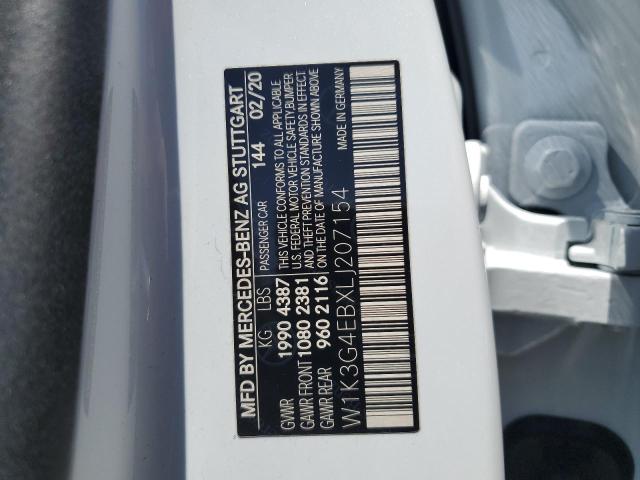 MFD BY MERCEDES-BENZ AG STUTTGART
KG LBS PASSENGER CAR 144 02/20
GVWR 1990 4387 THIS VEHICLE CONFORMS TO ALL APPLICABLE
GAWR FRONT 1080 2381 U.S. FEDERAL MOTOR VEHICLE SAFETY, BUMPER
AND THEFT PREVENTION STANDARDS IN EFFECT
GAWR REAR 960 2116 ON THE DATE OF MANUFACTURE SHOWN ABOVE
MADE IN GERMANY
W1K3G4EBXLJ207154